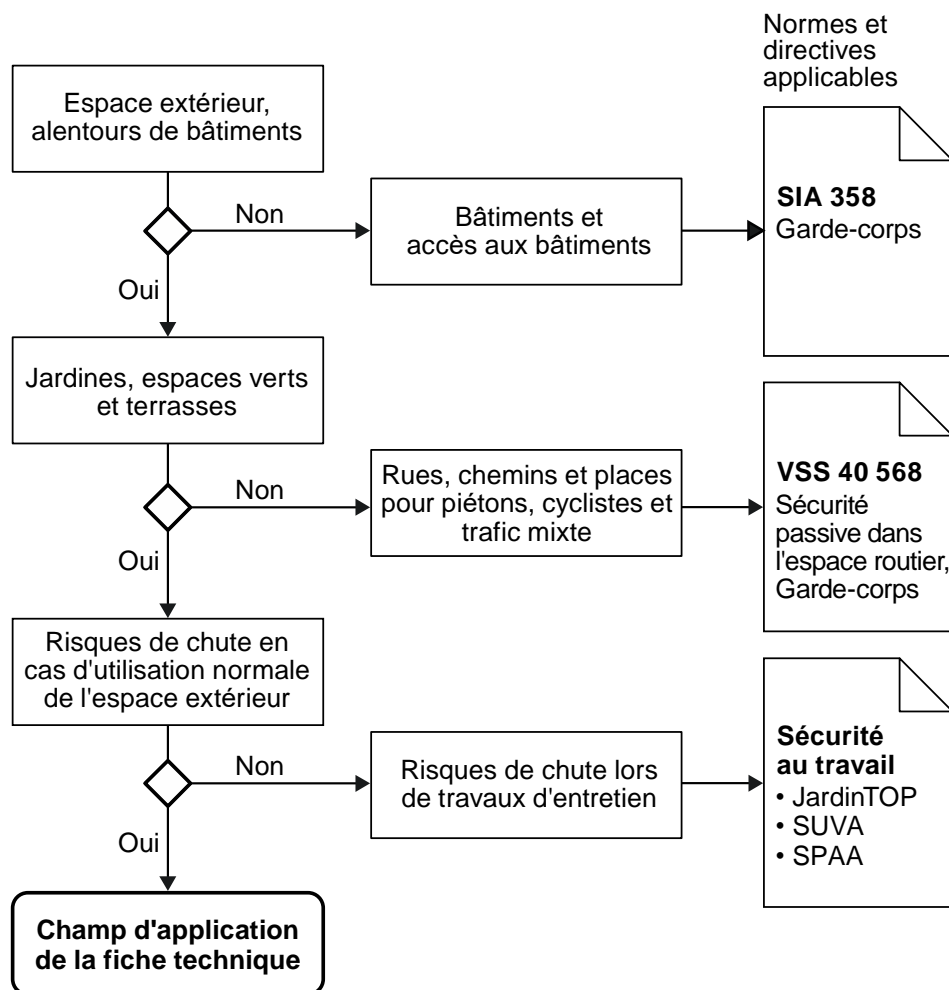 Normes et
directives
applicables
Espace extérieur,
alentours de bâtiments
Non
Bâtiments et
accès aux bâtiments
SIA 358
Garde-corps
Oui
Jardines, espaces verts
et terrasses
Non
Rues, chemins et places
pour piétons, cyclistes et
trafic mixte
VSS 40 568
Sécurité
passive dans
l'espace routier,
Garde-corps
Oui
Risques de chute en
cas d'utilisation normale
de l'espace extérieur
Non
Risques de chute lors
de travaux d'entretien
Sécurité
au travail
• JardinTOP
• SUVA
• SPAA
Oui
Champ d'application
de la fiche technique